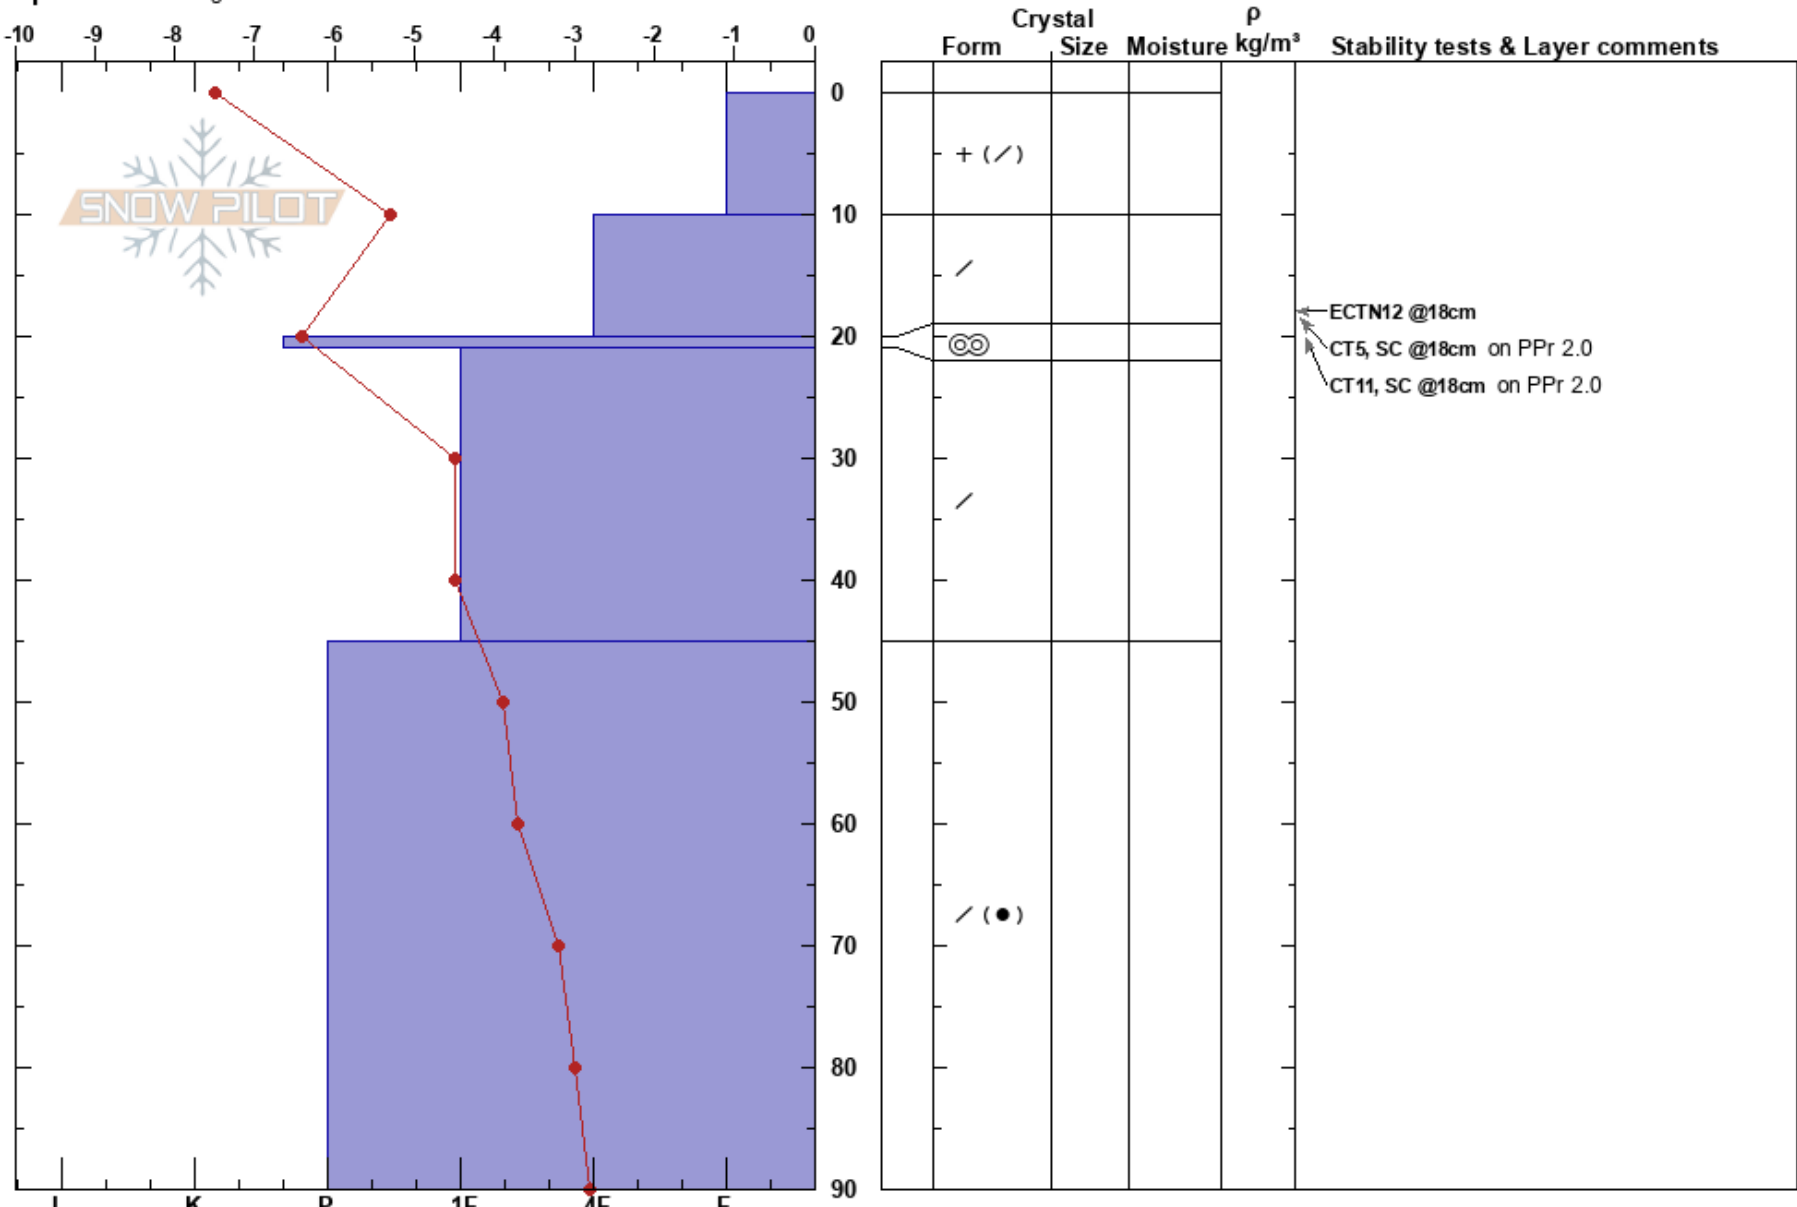 -10 -9 -8 -7 -6 -5 -4 -3 -2 -1 0
Crystal
ρ
Form Size Moisture kg/m³ Stability tests & Layer comments
0
+ (/)
SNOW PILOT
10
/
ECTN12 @18cm
20
CT5, SC @18cm on PPr 2.0
CT11, SC @18cm on PPr 2.0
30
/
40
50
60
/ (●)
70
80
90
K P 1F 4F F